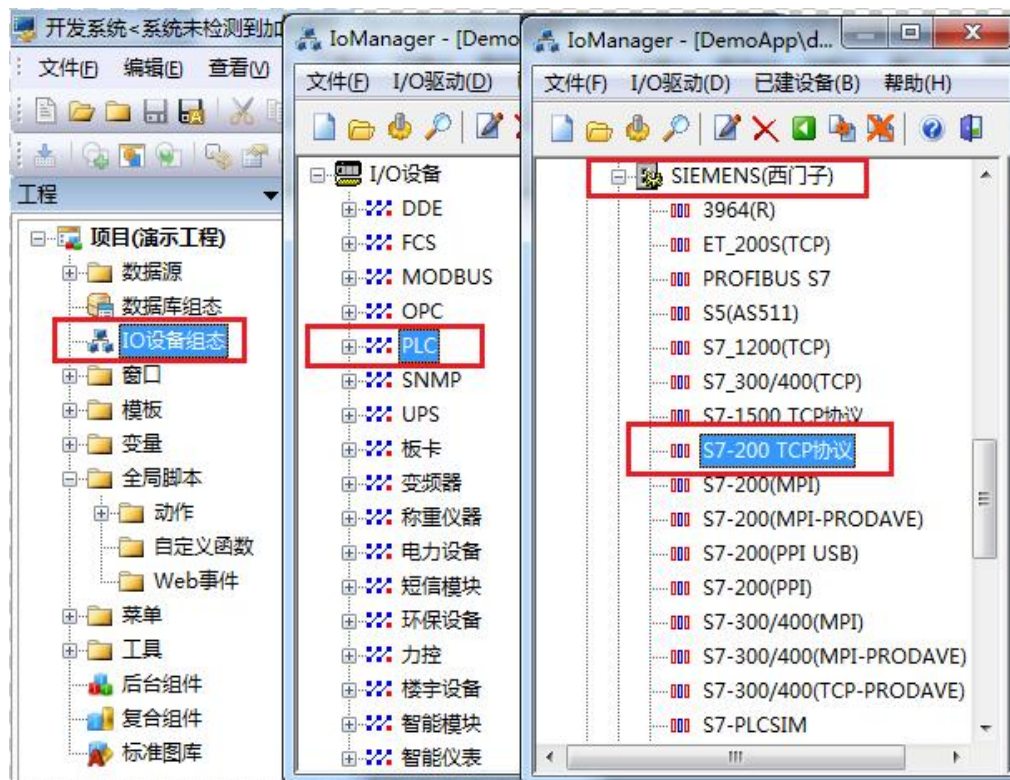 开发系统<系统未检测到加
文件(F) 编辑(E) 查看(V)
工程
项目(演示工程)
数据源
数据库组态
IO设备组态
窗口
模板
变量
全局脚本
动作
自定义函数
Web事件
菜单
工具
后台组件
复合组件
标准图库
IoManager - [Demo
文件(F) I/O驱动(D)
I/O设备
DDE
FCS
MODBUS
OPC
PLC
SNMP
UPS
板卡
变频器
称重仪器
电力设备
短信模块
环保设备
力控
楼宇设备
智能模块
智能仪表
IoManager - [DemoApp\d...
文件(F) I/O驱动(D) 已建设备(B) 帮助(H)
SIEMENS(西门子)
3964(R)
ET_200S(TCP)
PROFIBUS S7
S5(AS511)
S7_1200(TCP)
S7_300/400(TCP)
S7-1500 TCP协议
S7-200 TCP协议
S7-200(MPI)
S7-200(MPI-PRODAVE)
S7-200(PPI USB)
S7-200(PPI)
S7-300/400(MPI)
S7-300/400(MPI-PRODAVE)
S7-300/400(TCP-PRODAVE)
S7-PLCSIM